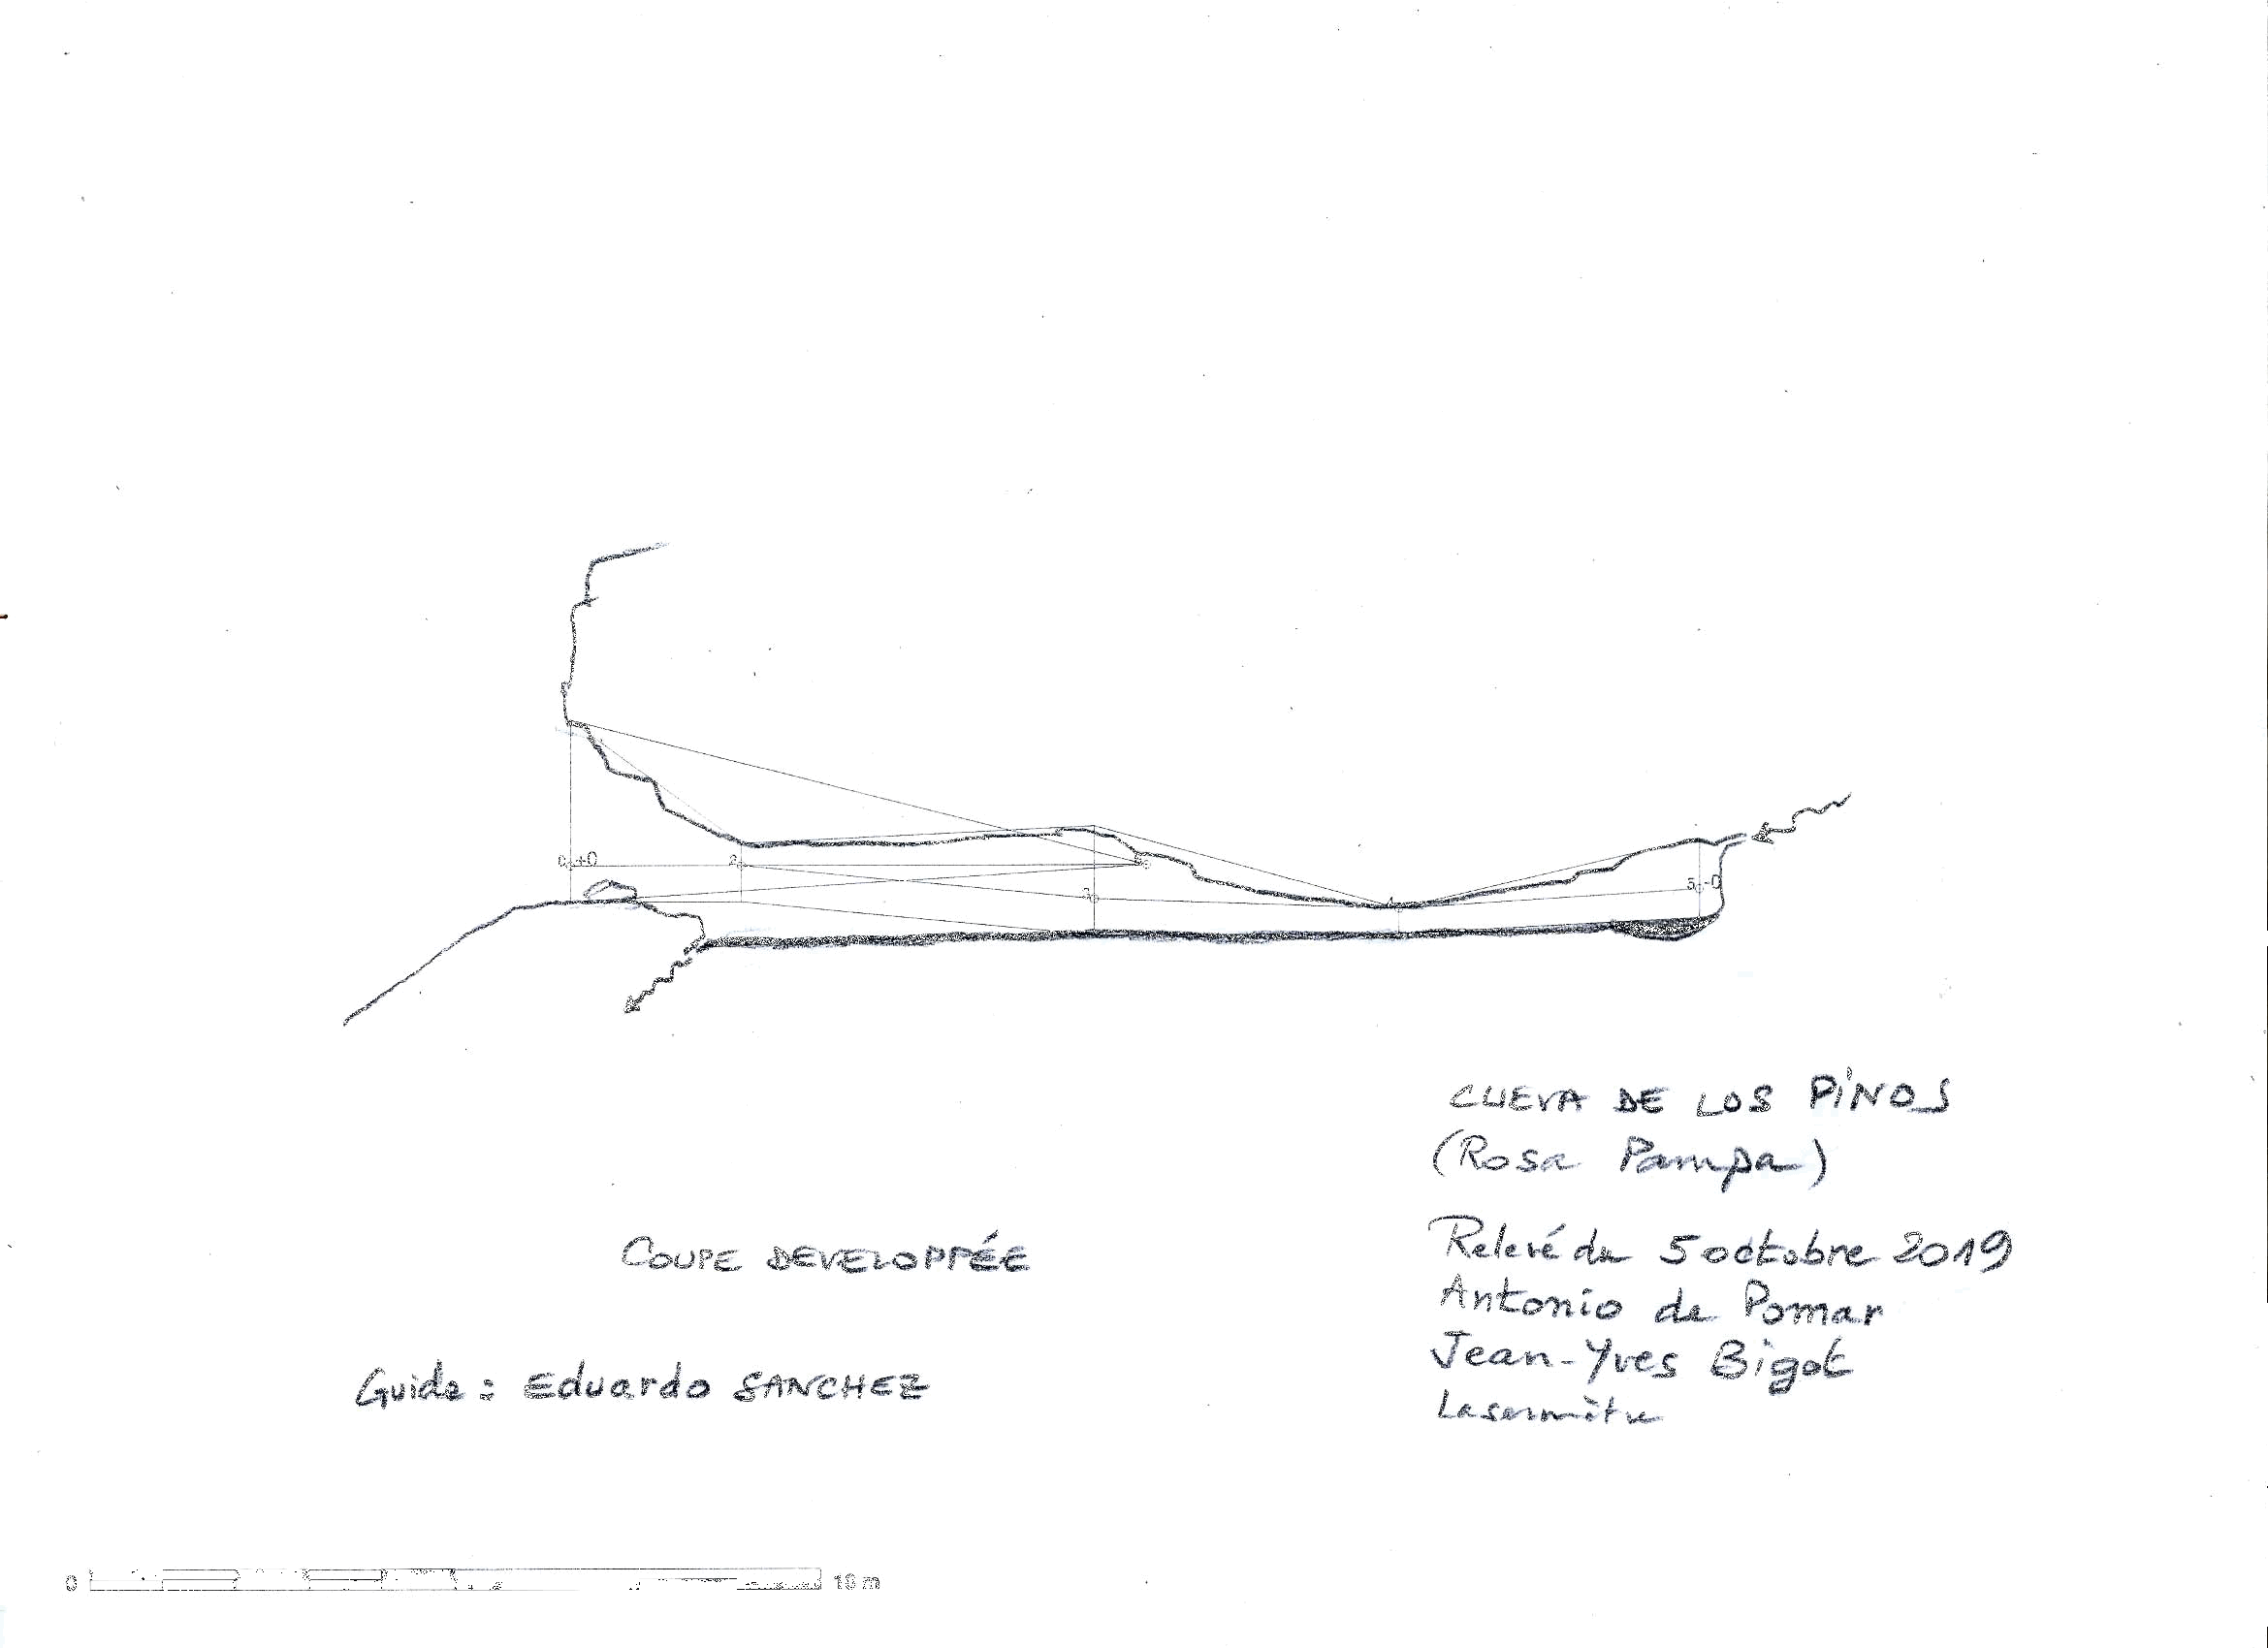 0 +0
2
3
4
5 -0
CUEVA DE LOS PINOS
(Rosa Pampa)
COUPE DEVELOPPÉE
Relevé du 5 octobre 2019
Antonio de Pomar
Jean-Yves Bigot
Lasermètre
Guide : Eduardo SANCHEZ
0 10 m